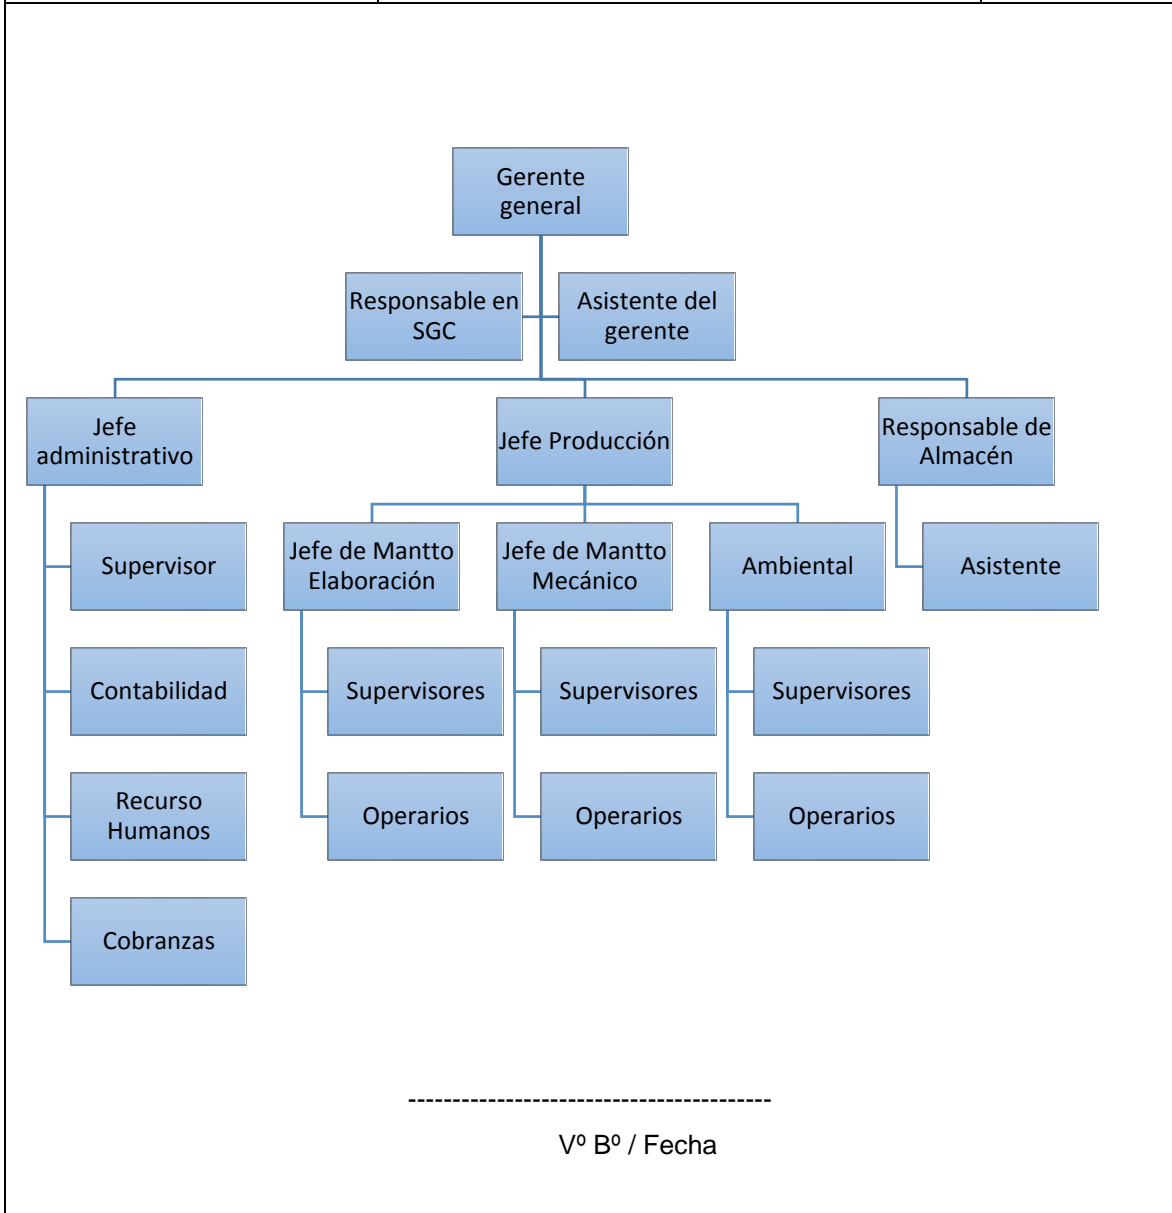 Gerente
general
Responsable en
SGC
Asistente del
gerente
Jefe
administrativo
Jefe Producción
Responsable de
Almacén
Supervisor
Jefe de Mantto
Elaboración
Jefe de Mantto
Mecánico
Ambiental
Asistente
Contabilidad
Supervisores
Supervisores
Supervisores
Recurso
Humanos
Operarios
Operarios
Operarios
Cobranzas
-----------------------------------------
Vº Bº / Fecha